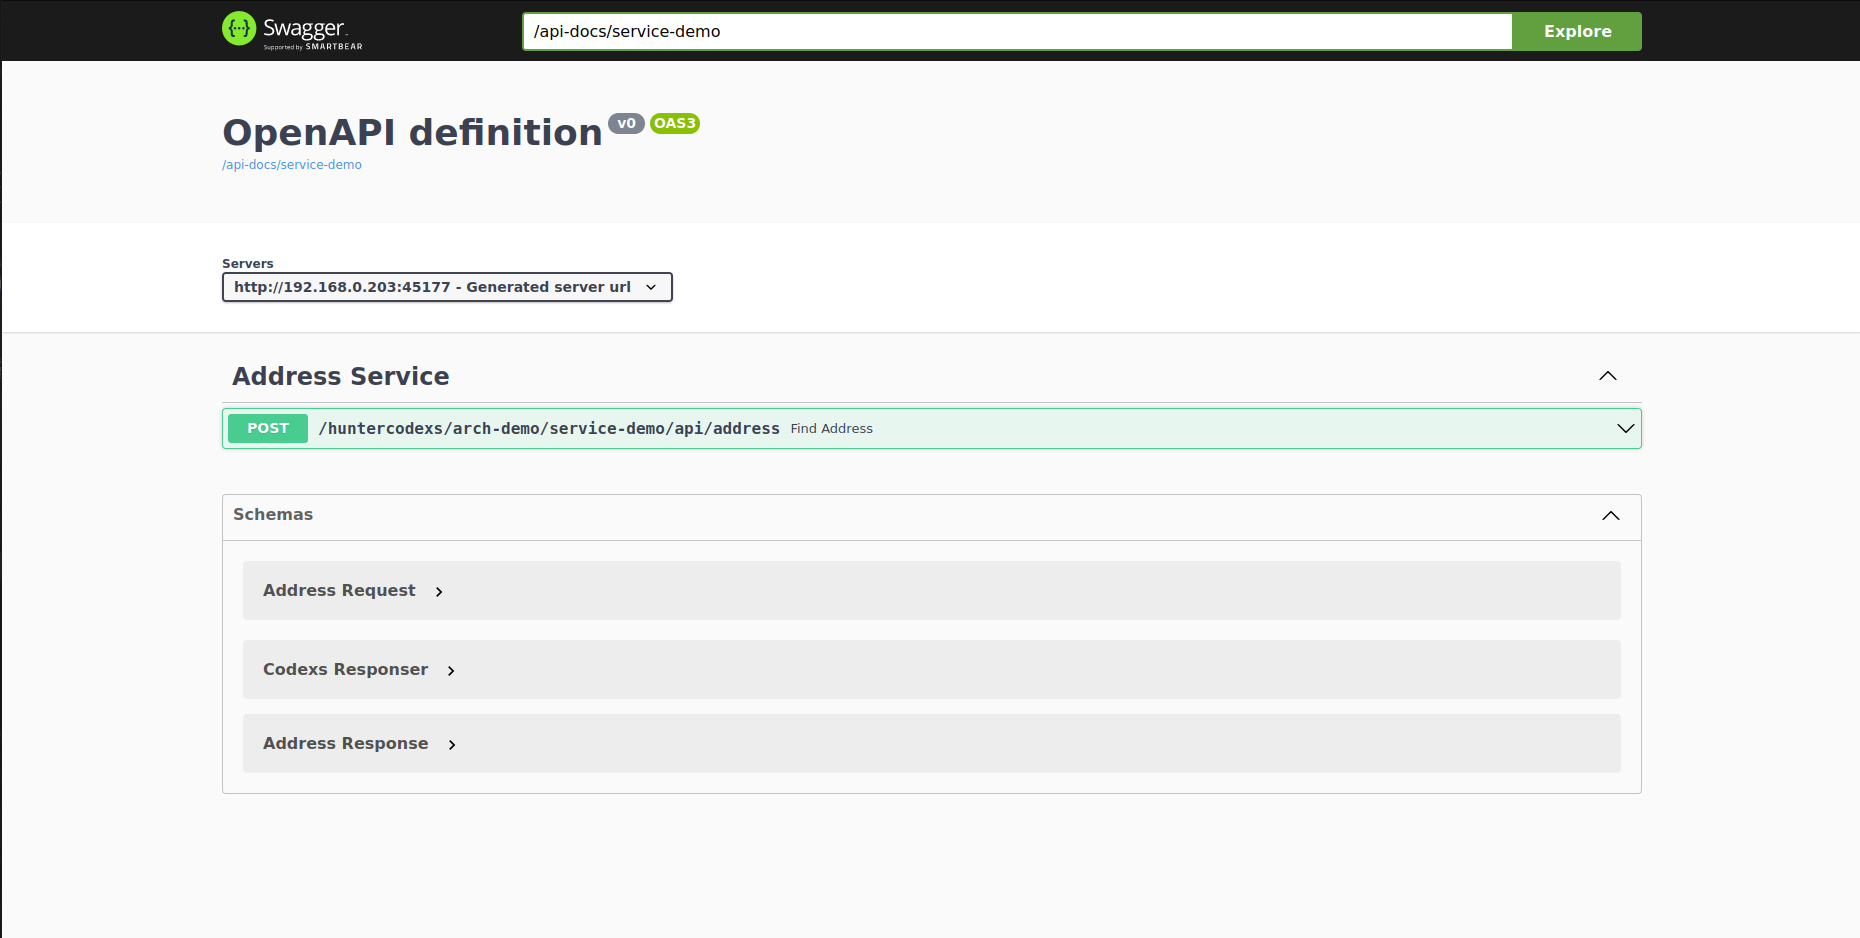 Swagger
Supported by SMARTBEAR
/api-docs/service-demo
Explore
OpenAPI definition v0 OAS3
/api-docs/service-demo
Servers
http://192.168.0.203:45177 - Generated server url
Address Service
POST /huntercodexs/arch-demo/service-demo/api/address Find Address
Schemas
Address Request
Codexs Responser
Address Response